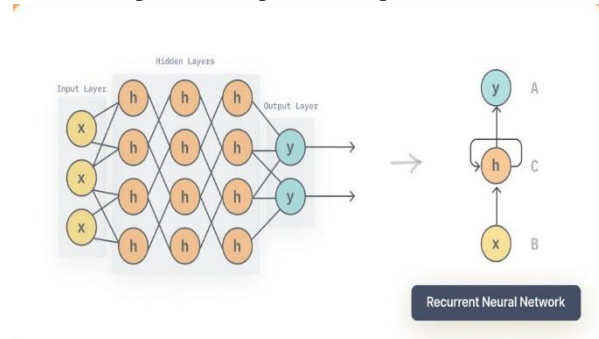 Hidden Layers
Input Layer
Output Layer
x
x
x
h
h
h
h
h
h
h
h
h
h
h
h
y
y
y
A
h
C
x
B
Recurrent Neural Network